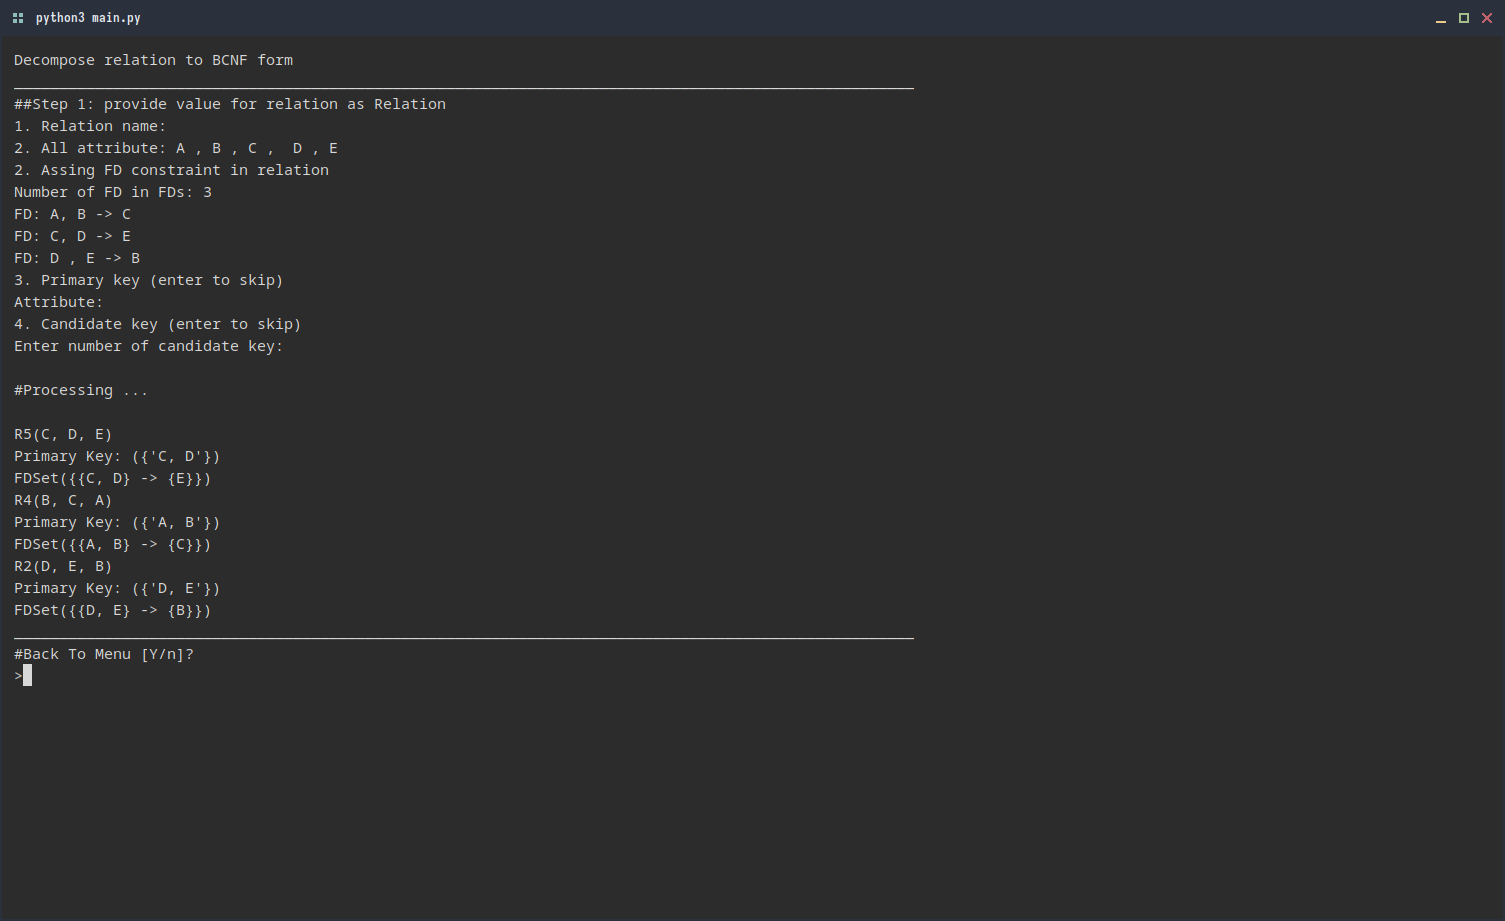 python3 main.py
Decompose relation to BCNF form
____________________________________________________________________________________________________
##Step 1: provide value for relation as Relation
1. Relation name:
2. All attribute: A , B , C ,  D , E
2. Assing FD constraint in relation
Number of FD in FDs: 3
FD: A, B -> C
FD: C, D -> E
FD: D , E -> B
3. Primary key (enter to skip)
Attribute:
4. Candidate key (enter to skip)
Enter number of candidate key:
#Processing ...
R5(C, D, E)
Primary Key: ({'C, D'})
FDSet({{C, D} -> {E}})
R4(B, C, A)
Primary Key: ({'A, B'})
FDSet({{A, B} -> {C}})
R2(D, E, B)
Primary Key: ({'D, E'})
FDSet({{D, E} -> {B}})
____________________________________________________________________________________________________
#Back To Menu [Y/n]?
>